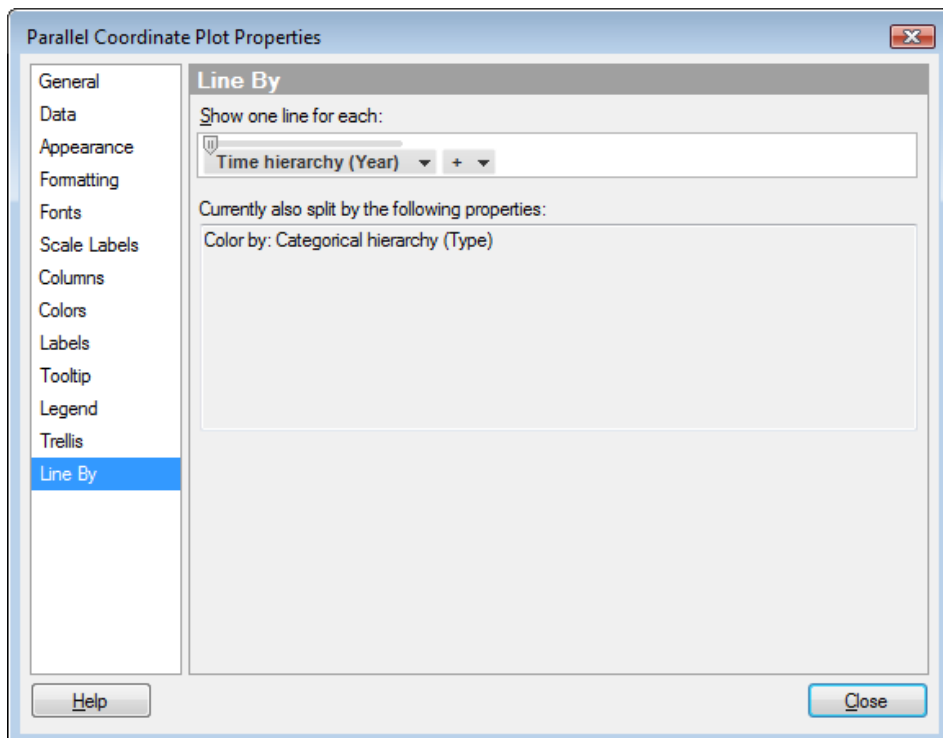 Parallel Coordinate Plot Properties
General
Data
Appearance
Formatting
Fonts
Scale Labels
Columns
Colors
Labels
Tooltip
Legend
Trellis
Line By
Line By
Show one line for each:
Time hierarchy (Year) +
Currently also split by the following properties:
Color by: Categorical hierarchy (Type)
Help
Close